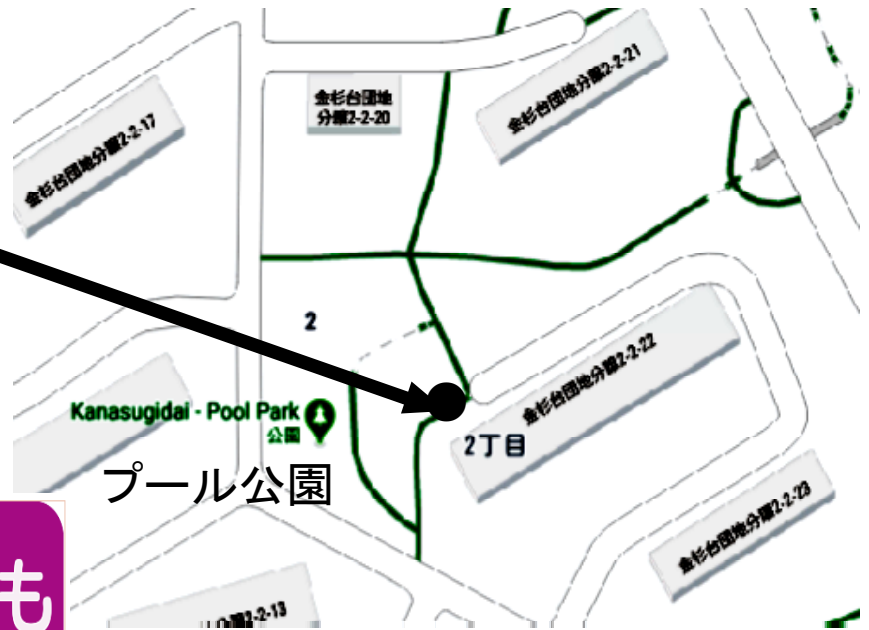 金杉台団地分譲2-2-21
金杉台団地
分譲2-2-20
金杉台団地分譲2-2-17
2
金杉台団地分譲2-2-22
Kanasugidai - Pool Park
公園
2丁目
プール公園
金杉台団地分譲2-2-23
も
2-2-13